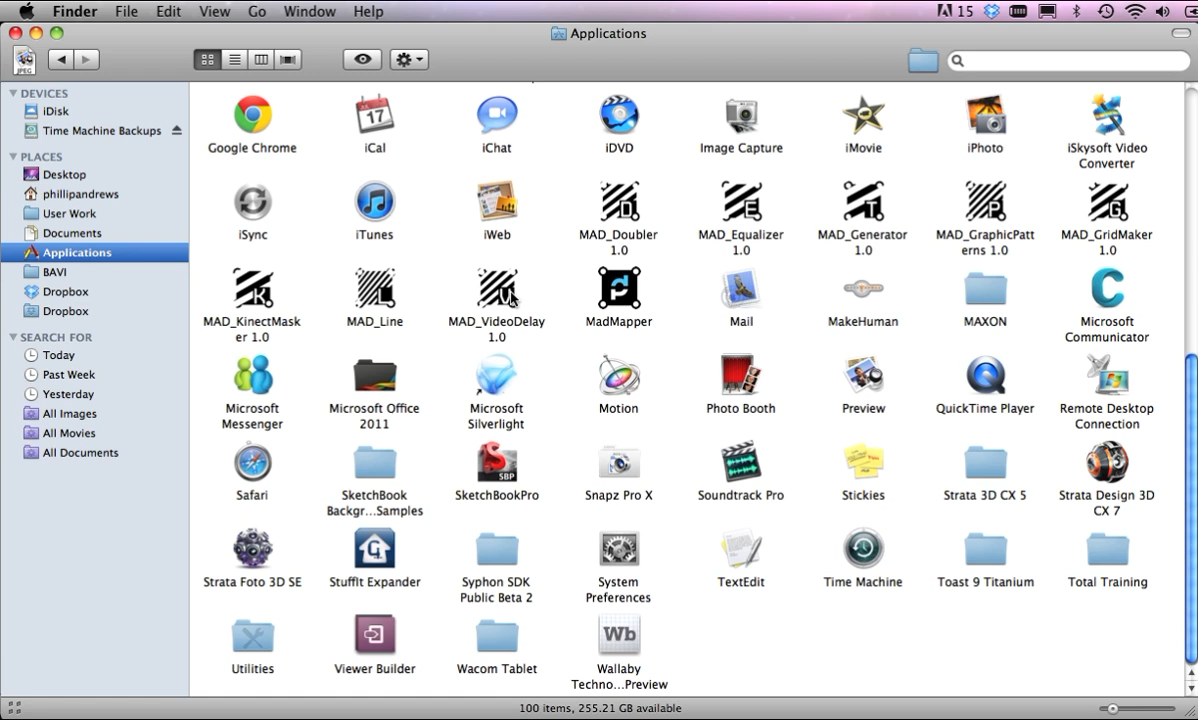 Finder File Edit View Go Window Help 15
Applications
JPEG
DEVICES
iDisk
Time Machine Backups
PLACES
Desktop
phillipandrews
User Work
Documents
Applications
BAVI
Dropbox
Dropbox
SEARCH FOR
Today
Past Week
Yesterday
All Images
All Movies
All Documents
17
Google Chrome iCal iChat iDVD Image Capture iMovie iPhoto iSkysoft Video
Converter
D E T P G
iSync iTunes iWeb MAD_Doubler MAD_Equalizer MAD_Generator MAD_GraphicPatt MAD_GridMaker
1.0 1.0 1.0 erns 1.0 1.0
K L V
MAD_KinectMask MAD_Line MAD_VideoDelay MadMapper Mail MakeHuman MAXON Microsoft
er 1.0 1.0 Communicator
Microsoft Microsoft Office Microsoft Motion Photo Booth Preview QuickTime Player Remote Desktop
Messenger 2011 Silverlight Connection
SBP
Safari SketchBook SketchBookPro Snapz Pro X Soundtrack Pro Stickies Strata 3D CX 5 Strata Design 3D
Backgr...Samples CX 7
Strata Foto 3D SE StuffIt Expander Syphon SDK System TextEdit Time Machine Toast 9 Titanium Total Training
Public Beta 2 Preferences
Wb
Utilities Viewer Builder Wacom Tablet Wallaby
Techno...Preview
100 items, 255.21 GB available